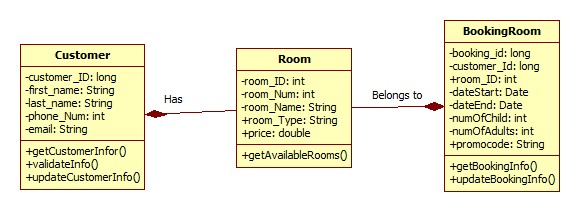 Customer
-customer_ID: long
-first_name: String
-last_name: String
-phone_Num: int
-email: String
+getCustomerInfor()
+validateInfo()
+updateCustomerInfo()
Has
Room
-room_ID: int
-room_Num: int
-room_Name: String
+room_Type: String
+price: double
+getAvailableRooms()
Belongs to
BookingRoom
-booking_id: long
-customer_Id: long
+room_ID: int
-dateStart: Date
-dateEnd: Date
-numOfChild: int
-numOfAdults: int
+promocode: String
+getBookingInfo()
+updateBookingInfo()